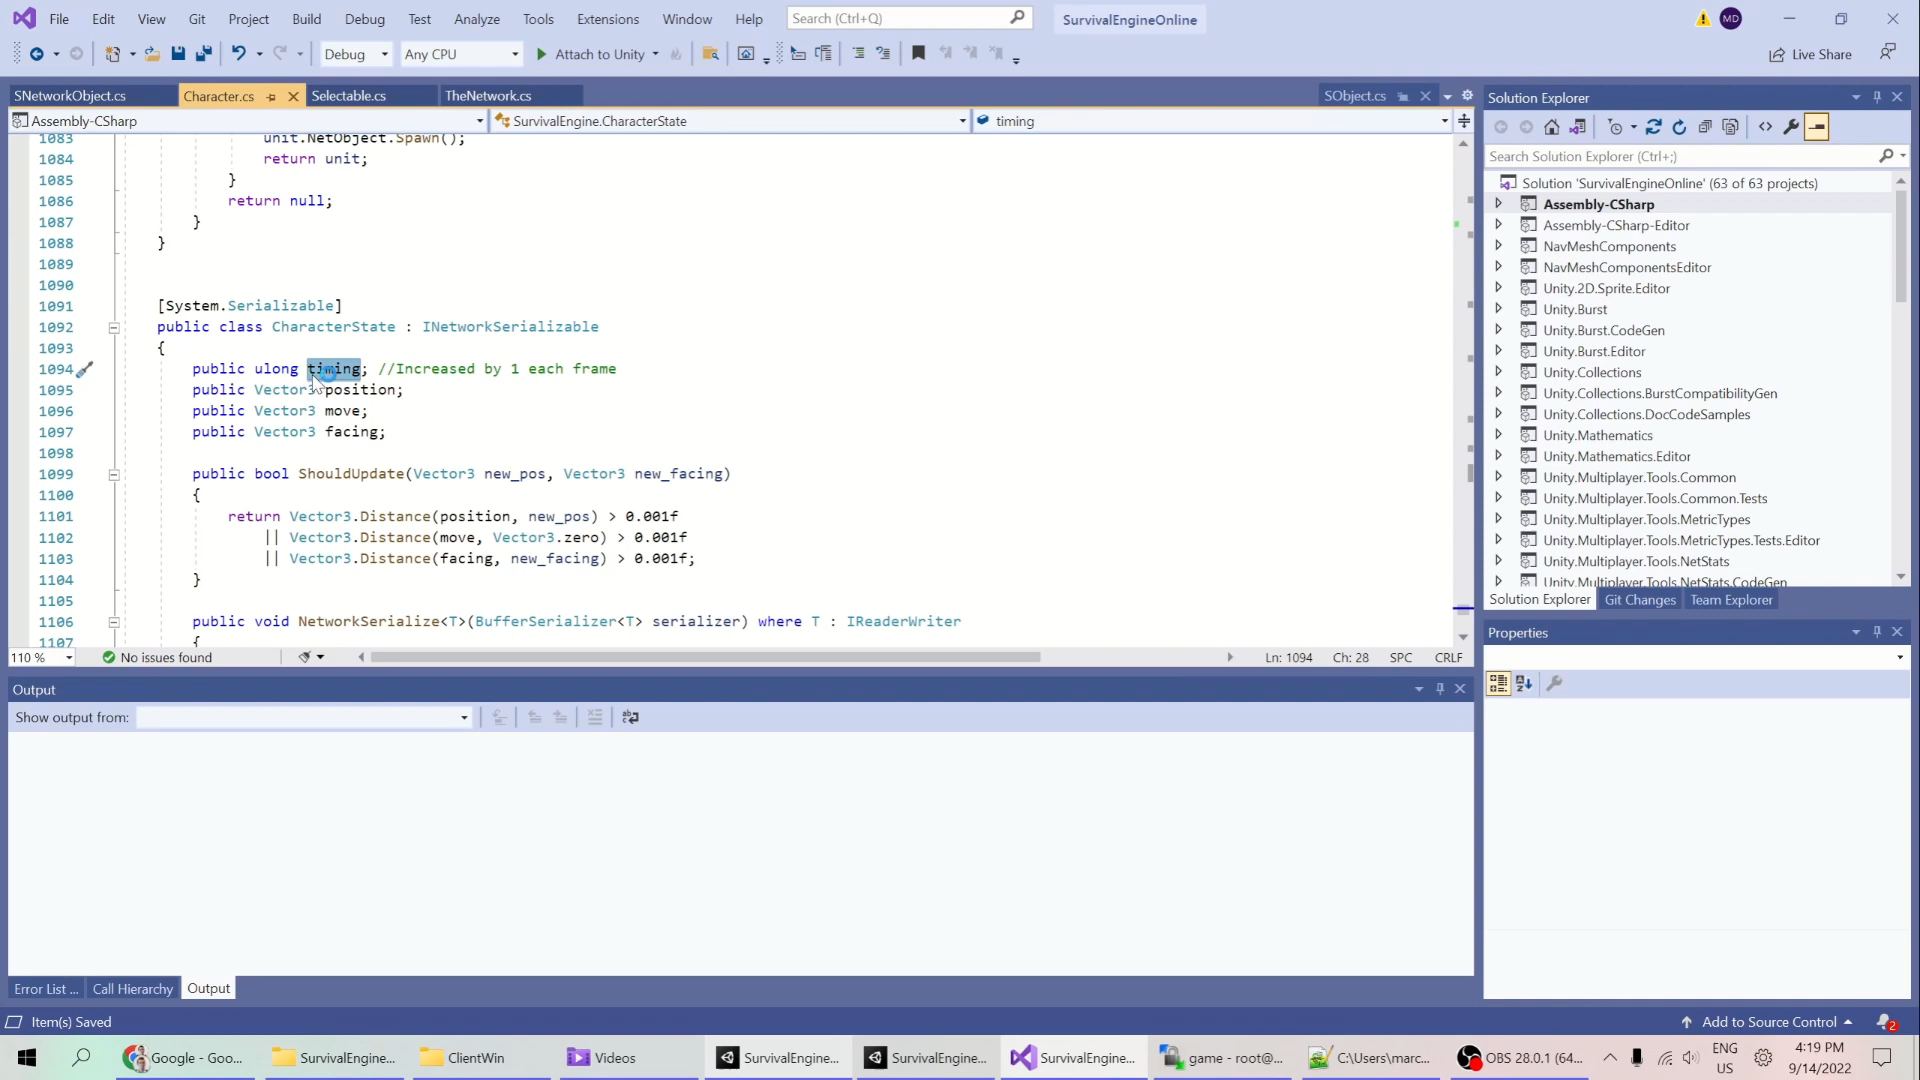 File Edit View Git Project Build Debug Test Analyze Tools Extensions Window Help Search (Ctrl+Q) SurvivalEngineOnline MD
Debug Any CPU Attach to Unity Live Share
SNetworkObject.cs Character.cs Selectable.cs TheNetwork.cs SObject.cs
Assembly-CSharp SurvivalEngine.CharacterState timing
1083 unit.NetObject.Spawn();
1084 return unit;
1085 }
1086 return null;
1087 }
1088 }
1089
1090
1091 [System.Serializable]
1092 public class CharacterState : INetworkSerializable
1093 {
1094 public ulong timing; //Increased by 1 each frame
1095 public Vector3 position;
1096 public Vector3 move;
1097 public Vector3 facing;
1098
1099 public bool ShouldUpdate(Vector3 new_pos, Vector3 new_facing)
1100 {
1101 return Vector3.Distance(position, new_pos) > 0.001f
1102 || Vector3.Distance(move, Vector3.zero) > 0.001f
1103 || Vector3.Distance(facing, new_facing) > 0.001f;
1104 }
1105
1106 public void NetworkSerialize<T>(BufferSerializer<T> serializer) where T : IReaderWriter
1107 {
110 % No issues found Ln: 1094 Ch: 28 SPC CRLF
Output
Show output from:
Error List ... Call Hierarchy Output
Solution Explorer
Search Solution Explorer (Ctrl+;)
Solution 'SurvivalEngineOnline' (63 of 63 projects)
Assembly-CSharp
Assembly-CSharp-Editor
NavMeshComponents
NavMeshComponentsEditor
Unity.2D.Sprite.Editor
Unity.Burst
Unity.Burst.CodeGen
Unity.Burst.Editor
Unity.Collections
Unity.Collections.BurstCompatibilityGen
Unity.Collections.DocCodeSamples
Unity.Mathematics
Unity.Mathematics.Editor
Unity.Multiplayer.Tools.Common
Unity.Multiplayer.Tools.Common.Tests
Unity.Multiplayer.Tools.MetricTypes
Unity.Multiplayer.Tools.MetricTypes.Tests.Editor
Unity.Multiplayer.Tools.NetStats
Unity.Multiplayer.Tools.NetStats.CodeGen
Solution Explorer Git Changes Team Explorer
Properties
Item(s) Saved Add to Source Control 2
Google - Goo... SurvivalEngine... ClientWin Videos SurvivalEngine... SurvivalEngine... SurvivalEngine... game - root@... C:\Users\marc... OBS 28.0.1 (64... ENG US 4:19 PM 9/14/2022